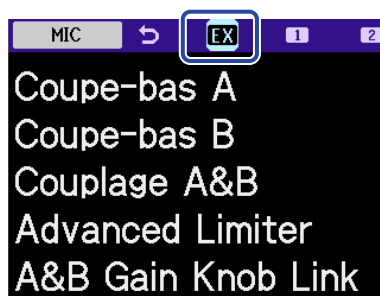 MIC EX 1 2
Coupe-bas A
Coupe-bas B
Couplage A&B
Advanced Limiter
A&B Gain Knob Link